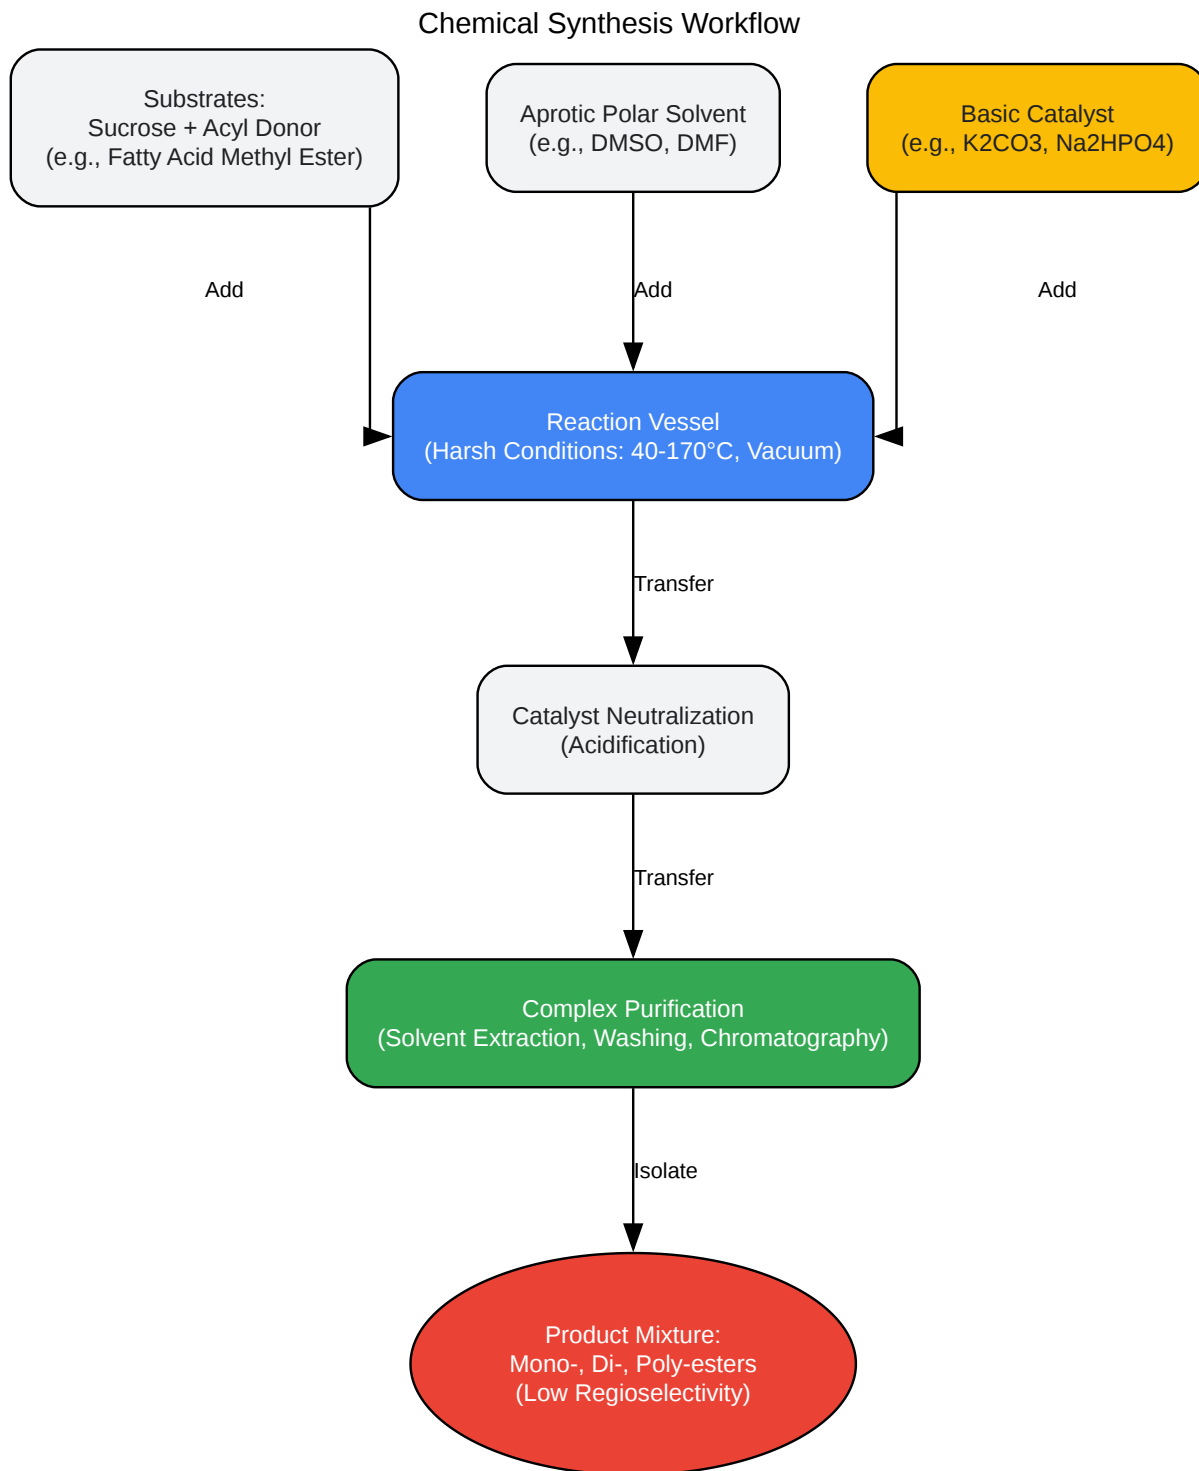 Chemical Synthesis Workflow
Substrates:
Sucrose + Acyl Donor
(e.g., Fatty Acid Methyl Ester)
Aprotic Polar Solvent
(e.g., DMSO, DMF)
Basic Catalyst
(e.g., K2CO3, Na2HPO4)
Add
Add
Add
Reaction Vessel
(Harsh Conditions: 40-170°C, Vacuum)
Transfer
Catalyst Neutralization
(Acidification)
Transfer
Complex Purification
(Solvent Extraction, Washing, Chromatography)
Isolate
Product Mixture:
Mono-, Di-, Poly-esters
(Low Regioselectivity)